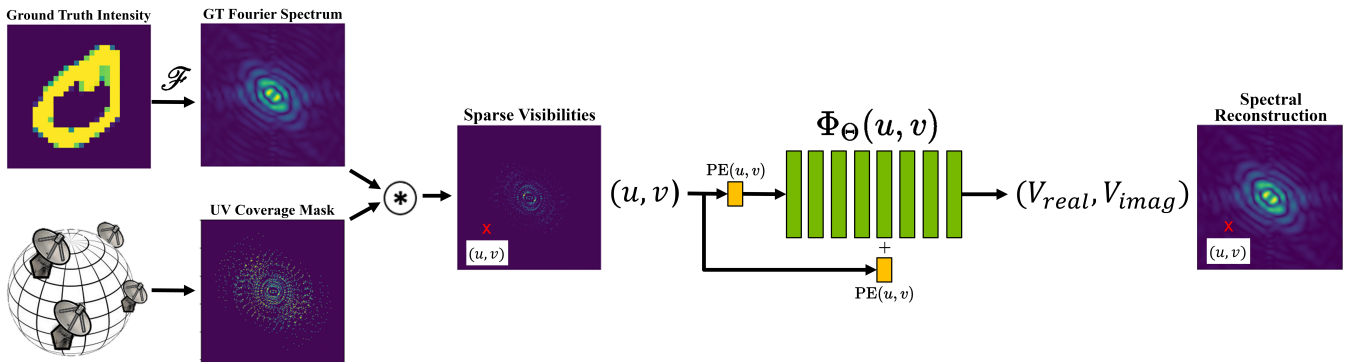 Ground Truth Intensity
GT Fourier Spectrum
ℱ
UV Coverage Mask
⊛
Sparse Visibilities
x
(u, v)
(u, v)
PE(u, v)
Φ_Θ(u, v)
+
PE(u, v)
(V_real, V_imag)
Spectral
Reconstruction
x
(u, v)